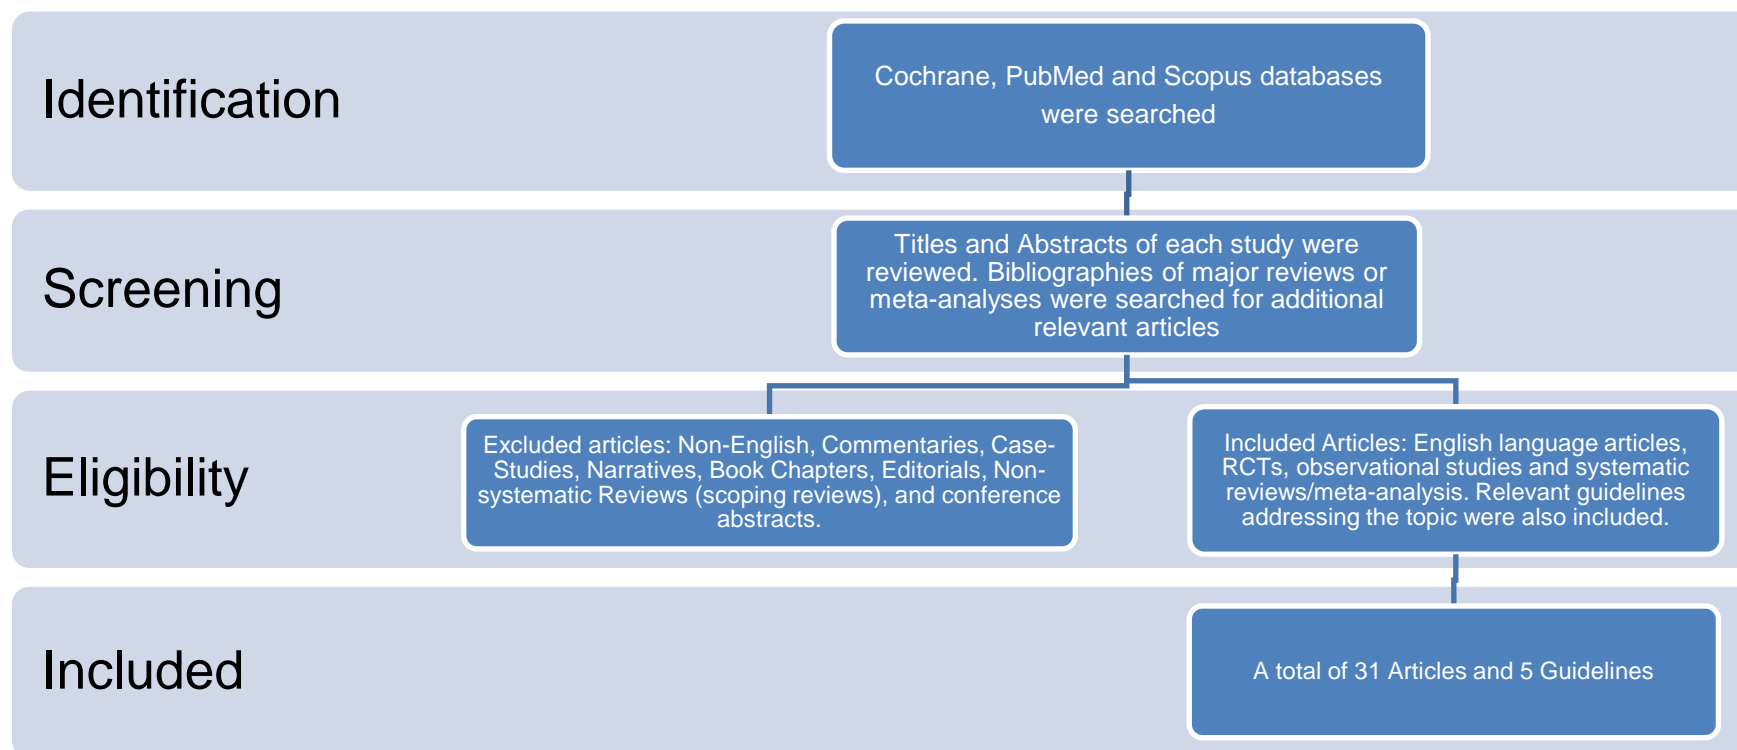 Identification
Cochrane, PubMed and Scopus databases
were searched
Screening
Titles and Abstracts of each study were
reviewed. Bibliographies of major reviews or
meta-analyses were searched for additional
relevant articles
Eligibility
Excluded articles: Non-English, Commentaries, Case-
Studies, Narratives, Book Chapters, Editorials, Non-
systematic Reviews (scoping reviews), and conference
abstracts.
Included Articles: English language articles,
RCTs, observational studies and systematic
reviews/meta-analysis. Relevant guidelines
addressing the topic were also included.
Included
A total of 31 Articles and 5 Guidelines